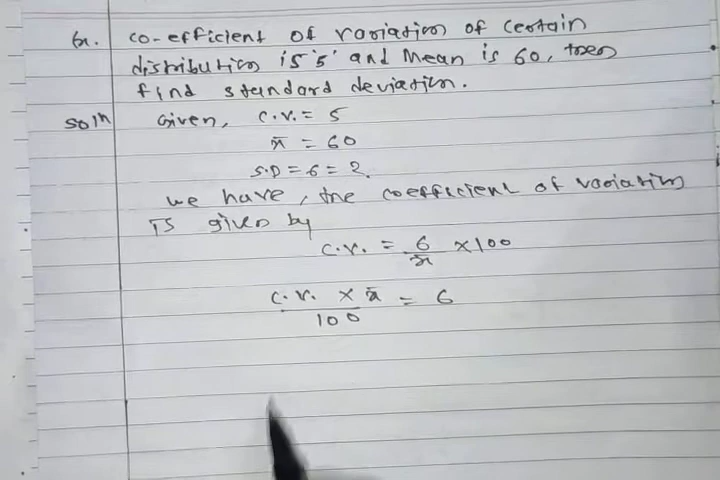 Ex. co-efficient of variation of certain
distribution is '5' and Mean is 60, then
find standard deviation.
Soln Given, C.V. = 5
x̄ = 60
S.D = σ = ?
We have, the coefficient of variation
is given by
C.V. = σ/x̄ × 100
C.V. × x̄/100 = σ